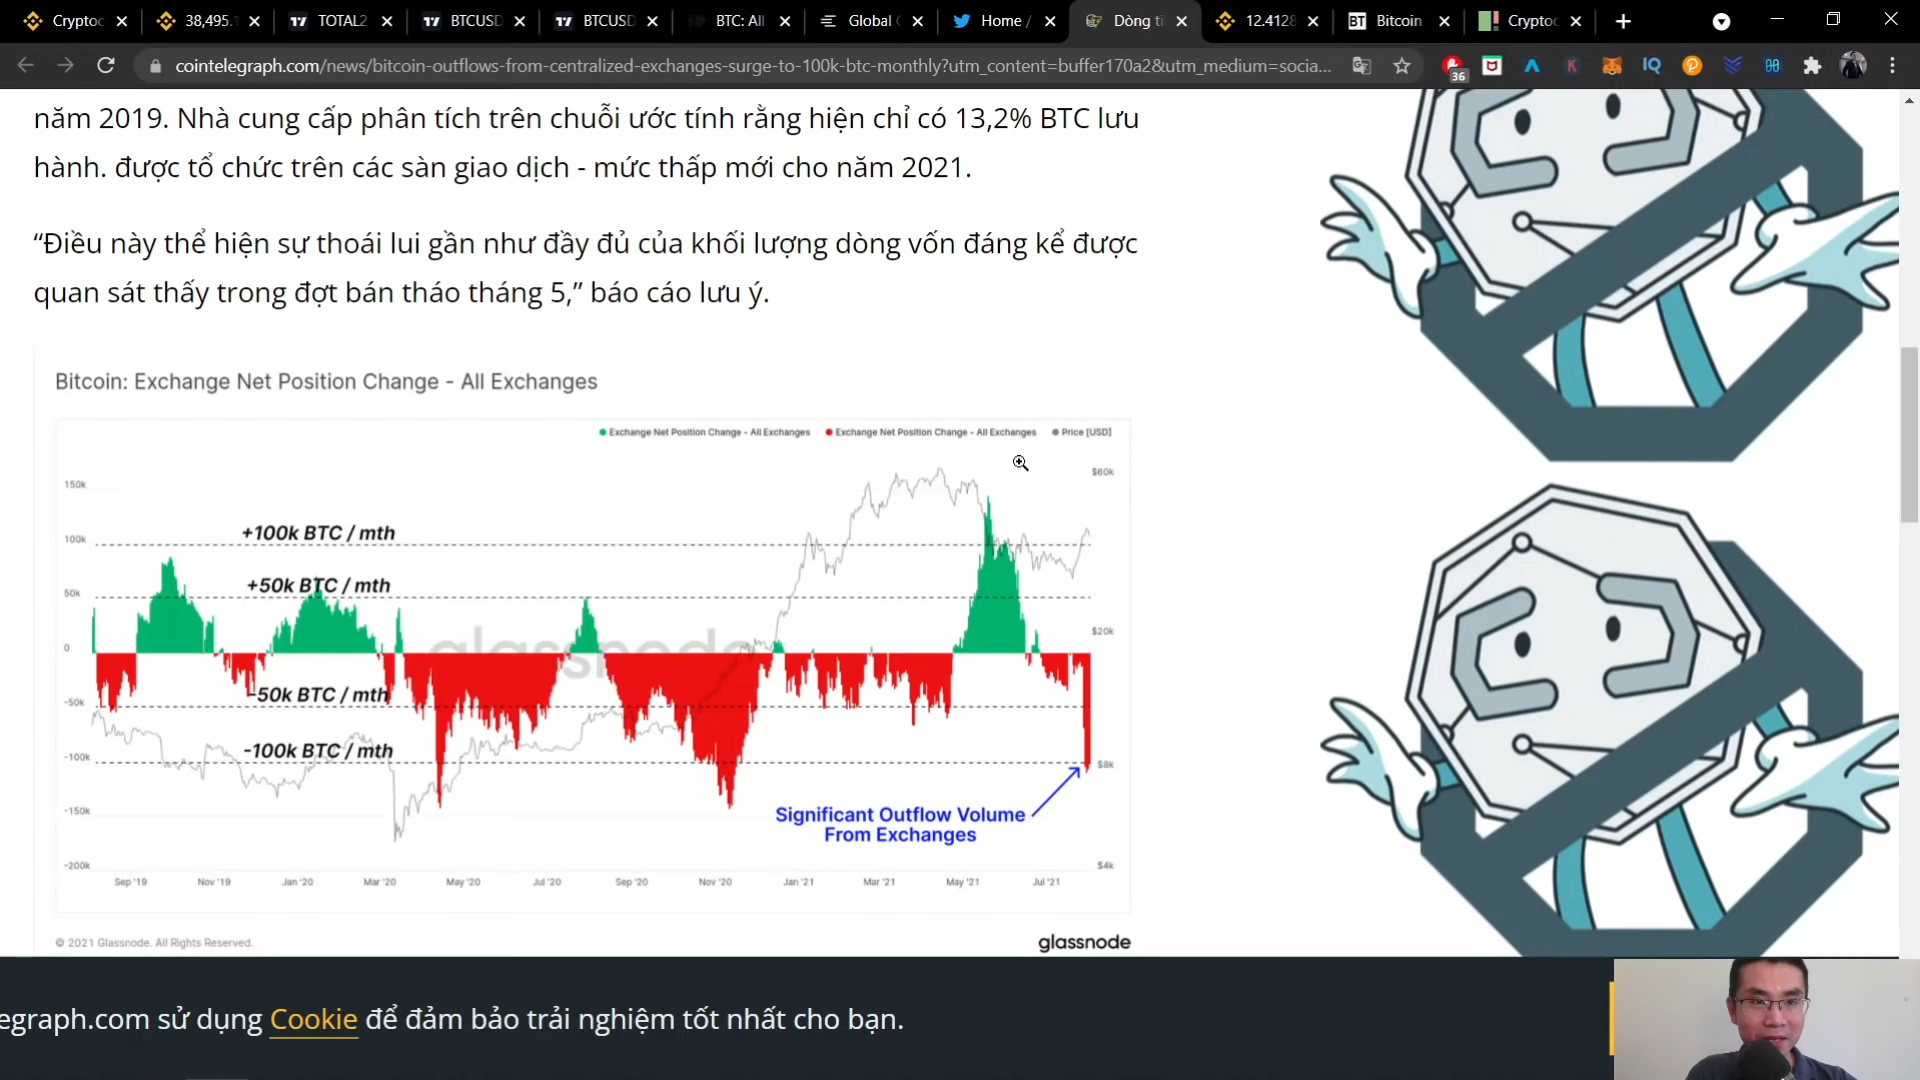 Cryptoc
38,495.
TOTAL2
BTCUSD
BTCUSD
BTC: All
Global
Home /
Dòng ti
12.4128
BT Bitcoin
Cryptoc
cointelegraph.com/news/bitcoin-outflows-from-centralized-exchanges-surge-to-100k-btc-monthly?utm_content=buffer170a2&utm_medium=socia...
36
năm 2019. Nhà cung cấp phân tích trên chuỗi ước tính rằng hiện chỉ có 13,2% BTC lưu
hành. được tổ chức trên các sàn giao dịch - mức thấp mới cho năm 2021.
“Điều này thể hiện sự thoái lui gần như đầy đủ của khối lượng dòng vốn đáng kể được
quan sát thấy trong đợt bán tháo tháng 5,” báo cáo lưu ý.
Bitcoin: Exchange Net Position Change - All Exchanges
Exchange Net Position Change - All Exchanges
Exchange Net Position Change - All Exchanges
Price [USD]
$60k
150k
+100k BTC / mth
100k
+50k BTC / mth
50k
glassnode
$20k
0
-50k BTC / mth
-50k
-100k BTC / mth
-100k
$8k
Significant Outflow Volume
From Exchanges
-150k
-200k
$4k
Sep '19
Nov '19
Jan '20
Mar '20
May '20
Jul '20
Sep '20
Nov '20
Jan '21
Mar '21
May '21
Jul '21
© 2021 Glassnode. All Rights Reserved.
glassnode
egraph.com sử dụng Cookie để đảm bảo trải nghiệm tốt nhất cho bạn.